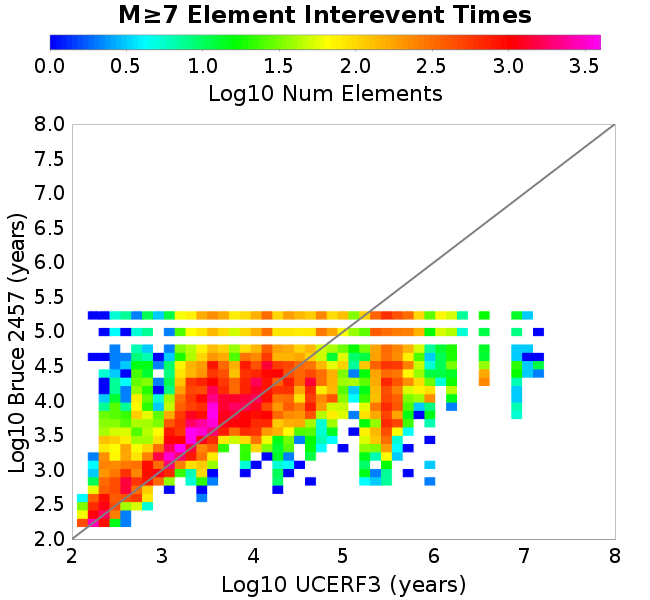 M≥7 Element Interevent Times
0.0 0.5 1.0 1.5 2.0 2.5 3.0 3.5
Log10 Num Elements
8.0
7.5
7.0
6.5
6.0
5.5
5.0
4.5
4.0
3.5
3.0
2.5
2.0
Log10 Bruce 2457 (years)
2 3 4 5 6 7 8
Log10 UCERF3 (years)